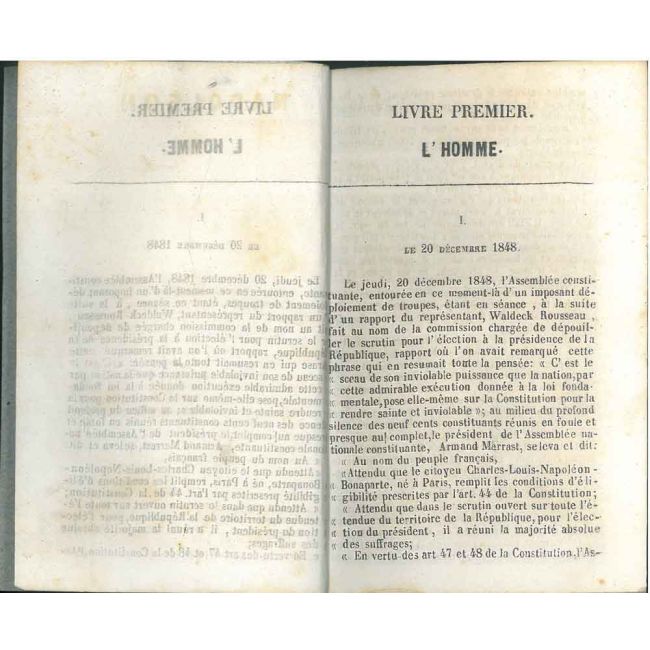 LIVRE PREMIER.
L'HOMME.
I.
LE 20 DÉCEMBRE 1848.
Le jeudi, 20 décembre 1848, l'Assemblée consti-
tuante, entourée en ce moment-là d'un imposant dé-
ploiement de troupes, étant en séance, à la suite
d'un rapport du représentant, Waldeck Rousseau,
fait au nom de la commission chargée de dépouil-
ler le scrutin pour l'élection à la présidence de la
République, rapport où l'on avait remarqué cette
phrase qui en resumait toute la pensée: « C'est le
« sceau de son inviolable puissance que la nation, par
« cette admirable exécution donnée à la loi fonda-
« mentale, pose elle-même sur la Constitution pour la
« rendre sainte et inviolable »; au milieu du profond
silence des neuf cents constituants réunis en foule et
presque au complet, le président de l'Assemblée na-
tionale constituante, Armand Marrast, se leva et dit:
« Au nom du peuple français,
« Attendu que le citoyen Charles-Louis-Napoléon-
« Bonaparte, né à Paris, remplit les conditions d'éli-
« gibilité prescrites par l'art. 44 de la Constitution;
« Attendu que dans le scrutin ouvert sur toute l'é-
« tendue du territoire de la République, pour l'élec-
« tion du président, il a réuni la majorité absolue
« des suffrages;
« En vertu des art 47 et 48 de la Constitution, l'As-